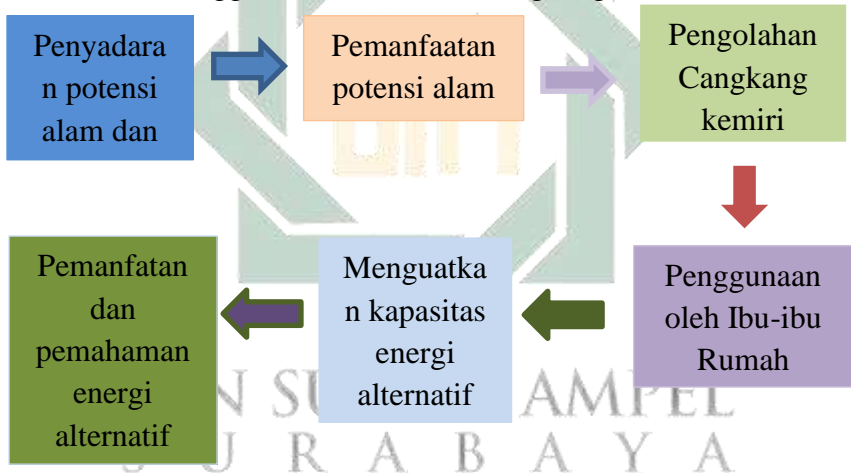 Penyadara
n potensi
alam dan
Pemanfaatan
potensi alam
Pengolahan
Cangkang
kemiri
Penggunaan
oleh Ibu-ibu
Rumah
Menguatka
n kapasitas
energi
alternatif
Pemanfatan
dan
pemahaman
energi
alternatif
AMPEL
SURABAYA